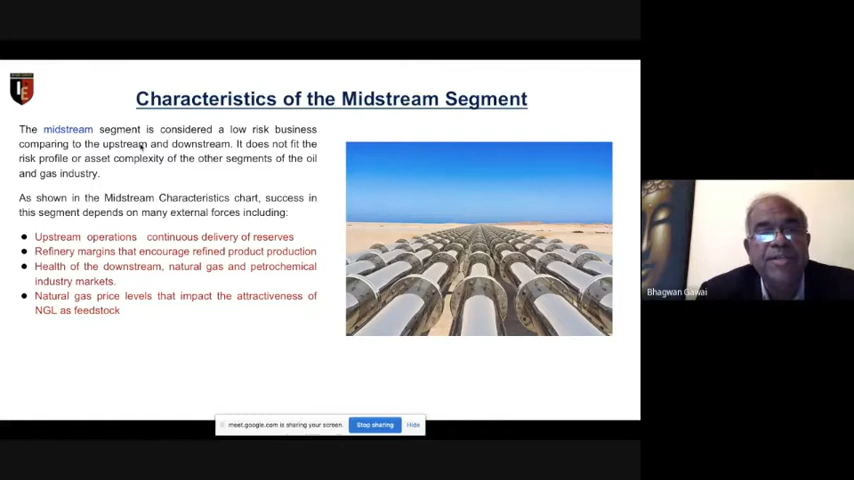 Characteristics of the Midstream Segment
The midstream segment is considered a low risk business
comparing to the upstream and downstream. It does not fit the
risk profile or asset complexity of the other segments of the oil
and gas industry.
As shown in the Midstream Characteristics chart, success in
this segment depends on many external forces including:
● Upstream operations continuous delivery of reserves
● Refinery margins that encourage refined product production
● Health of the downstream, natural gas and petrochemical
industry markets.
● Natural gas price levels that impact the attractiveness of
NGL as feedstock
Bhagwan Gawai
meet.google.com is sharing your screen.
Stop sharing
Hide